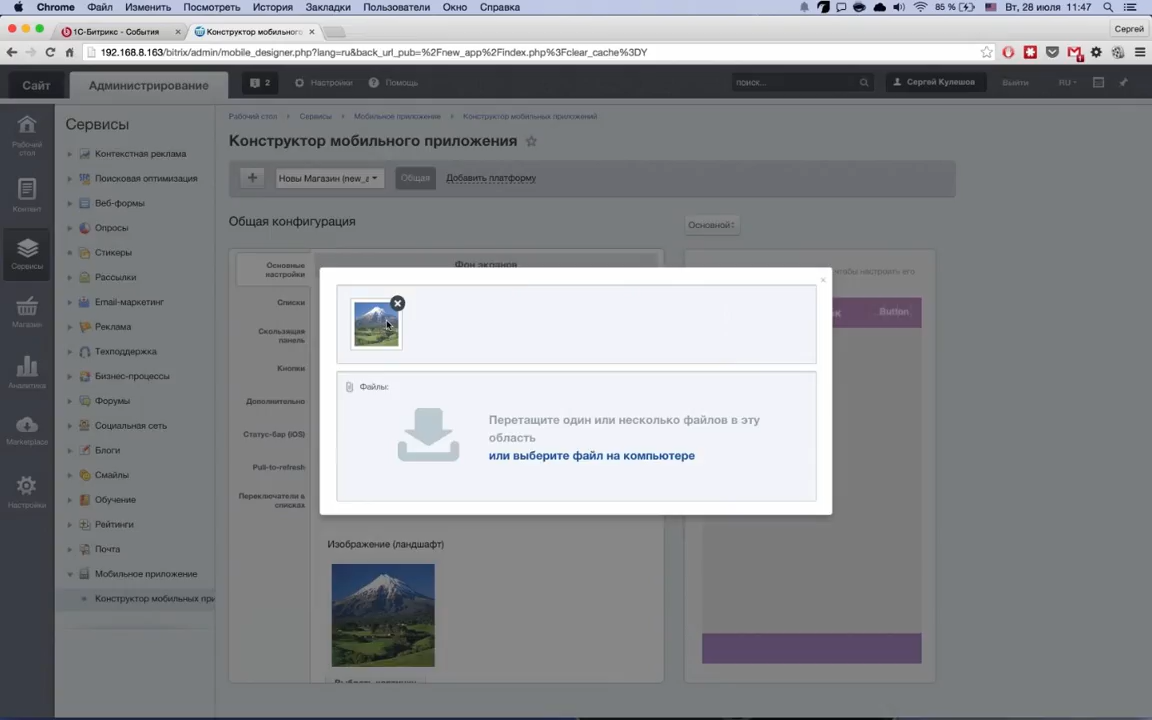 Chrome Файл Изменить Посмотреть История Закладки Пользователи Окно Справка 85 % Вт, 28 июля 11:47
1С-Битрикс - События Конструктор мобильного Сергей
192.168.8.163/bitrix/admin/mobile_designer.php?lang=ru&back_url_pub=%2Fnew_app%2Findex.php%3Fclear_cache%3DY
Сайт Администрирование 2 Настройки Помощь поиск... Сергей Кулешов Выйти RU
Сервисы
Рабочий стол Сервисы Мобильное приложение Конструктор мобильных приложений
Конструктор мобильного приложения
Рабочий
стол
Контент
Сервисы
Магазин
Аналитика
Marketplace
Настройки
Контекстная реклама
Поисковая оптимизация
Веб-формы
Опросы
Стикеры
Рассылки
Email-маркетинг
Реклама
Техподдержка
Бизнес-процессы
Форумы
Социальная сеть
Блоги
Смайлы
Обучение
Рейтинги
Почта
Мобильное приложение
Конструктор мобильных при
Новы Магазин (new_a Общая Добавить платформу
Общая конфигурация
Основной
Основные
настройки
Списки
Скользящая
панель
Кнопки
Дополнительно
Статус-бар (iOS)
Pull-to-refresh
Переключатели в
списках
Фон экранов
чтобы настроить его
Button
Файлы:
Перетащите один или несколько файлов в эту
область
или выберите файл на компьютере
Изображение (ландшафт)
Выбрать картинку